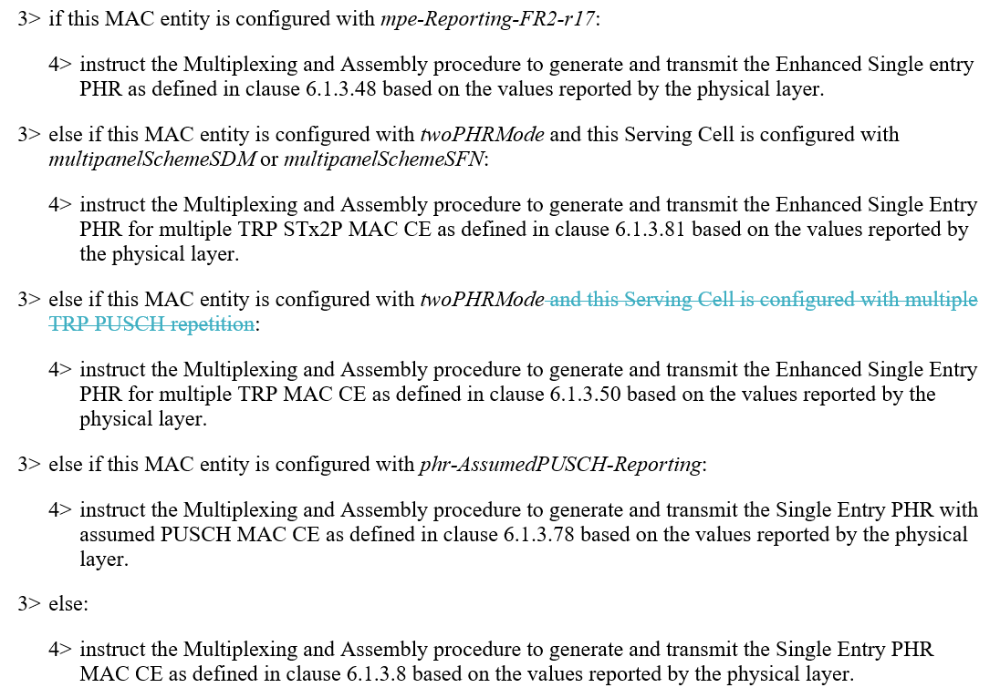 3> if this MAC entity is configured with mpe-Reporting-FR2-r17:
4> instruct the Multiplexing and Assembly procedure to generate and transmit the Enhanced Single entry
PHR as defined in clause 6.1.3.48 based on the values reported by the physical layer.
3> else if this MAC entity is configured with twoPHRMode and this Serving Cell is configured with
multipanelSchemeSDM or multipanelSchemeSFN:
4> instruct the Multiplexing and Assembly procedure to generate and transmit the Enhanced Single Entry
PHR for multiple TRP STx2P MAC CE as defined in clause 6.1.3.81 based on the values reported by
the physical layer.
3> else if this MAC entity is configured with twoPHRMode and this Serving Cell is configured with multiple
TRP PUSCH repetition:
4> instruct the Multiplexing and Assembly procedure to generate and transmit the Enhanced Single Entry
PHR for multiple TRP MAC CE as defined in clause 6.1.3.50 based on the values reported by the
physical layer.
3> else if this MAC entity is configured with phr-AssumedPUSCH-Reporting:
4> instruct the Multiplexing and Assembly procedure to generate and transmit the Single Entry PHR with
assumed PUSCH MAC CE as defined in clause 6.1.3.78 based on the values reported by the physical
layer.
3> else:
4> instruct the Multiplexing and Assembly procedure to generate and transmit the Single Entry PHR
MAC CE as defined in clause 6.1.3.8 based on the values reported by the physical layer.